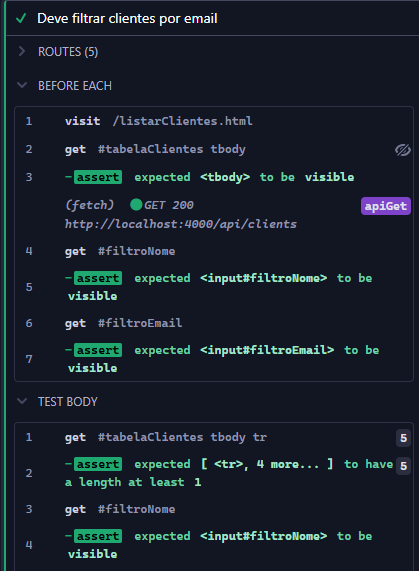 Deve filtrar clientes por email
ROUTES (5)
BEFORE EACH
1 visit /listarClientes.html
2 get #tabelaClientes tbody
3 -assert expected <tbody> to be visible
(fetch) GET 200 apiGet
http://localhost:4000/api/clients
4 get #filtroNome
5 -assert expected <input#filtroNome> to be
visible
6 get #filtroEmail
7 -assert expected <input#filtroEmail> to be
visible
TEST BODY
1 get #tabelaClientes tbody tr 5
2 -assert expected [ <tr>, 4 more... ] to have 5
a length at least 1
3 get #filtroNome
4 -assert expected <input#filtroNome> to be
visible